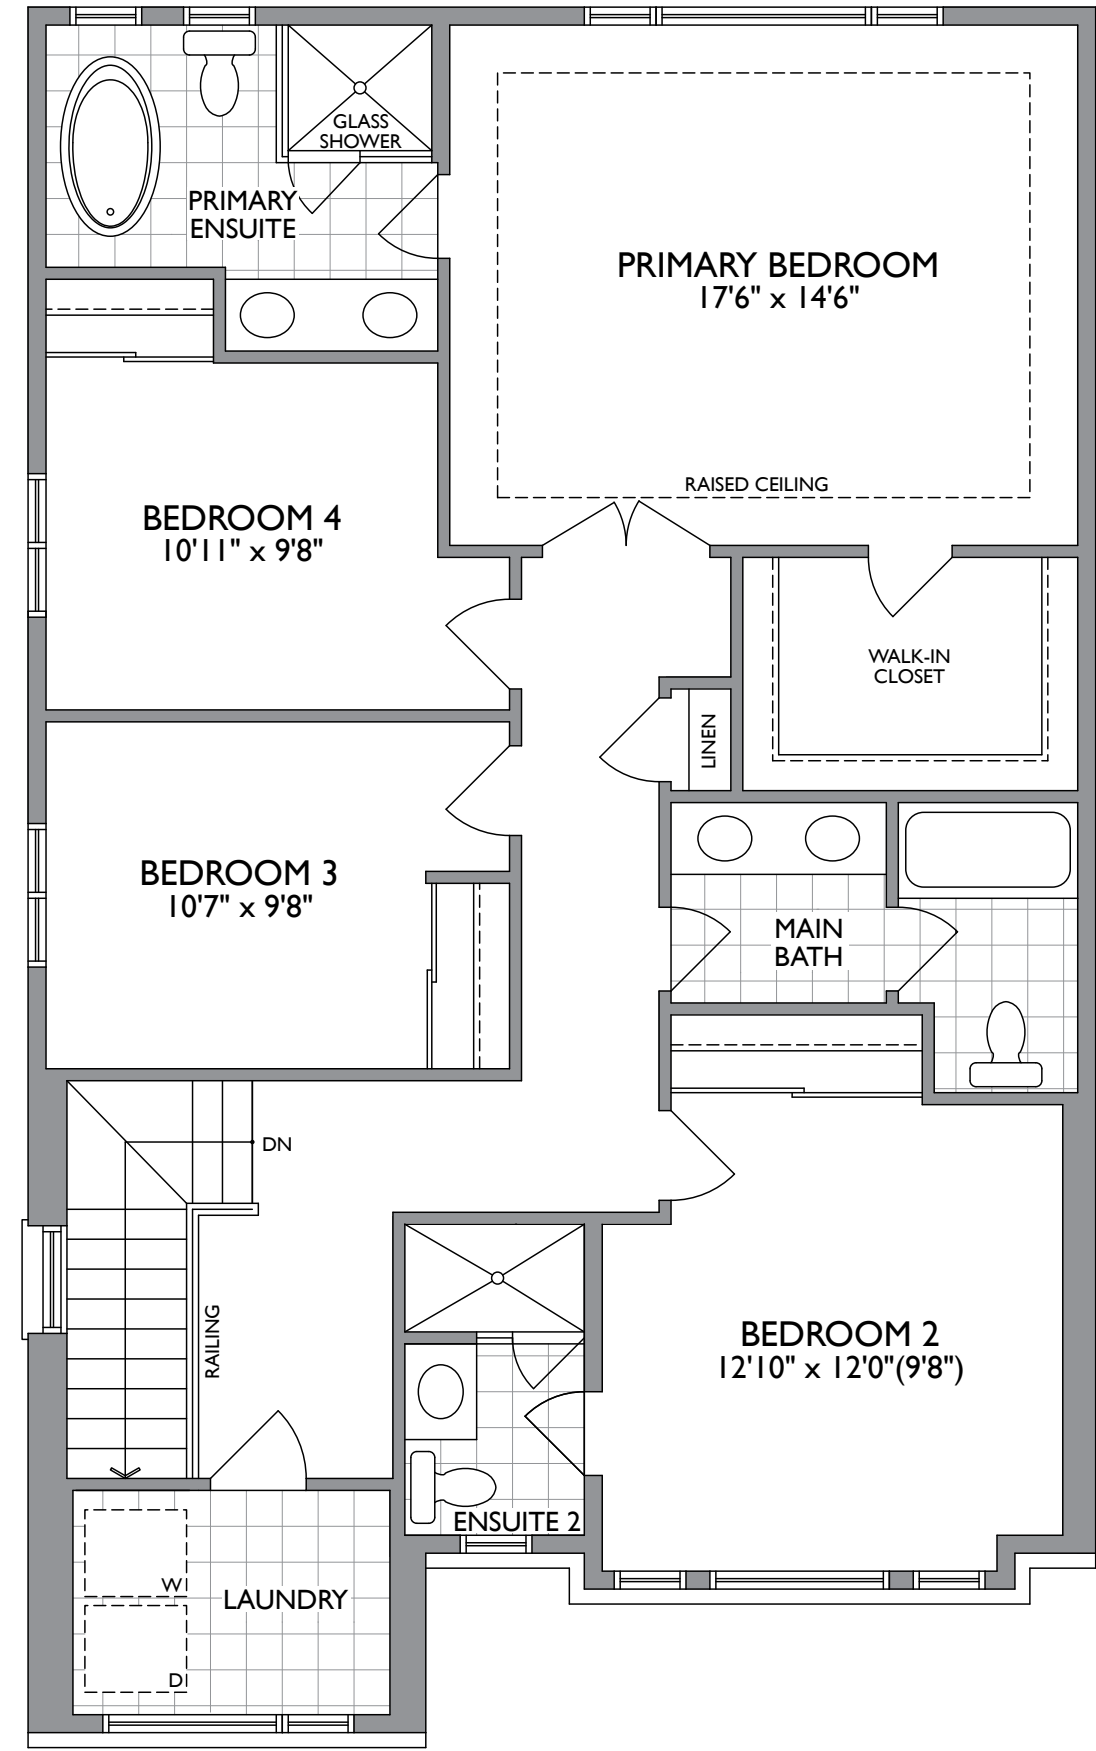 GLASS
SHOWER
PRIMARY
ENSUITE
PRIMARY BEDROOM
17'6" x 14'6"
RAISED CEILING
BEDROOM 4
10'11" x 9'8"
WALK-IN
CLOSET
LINEN
BEDROOM 3
10'7" x 9'8"
MAIN
BATH
DN
RAILING
BEDROOM 2
12'10" x 12'0"(9'8")
ENSUITE 2
W
LAUNDRY
D